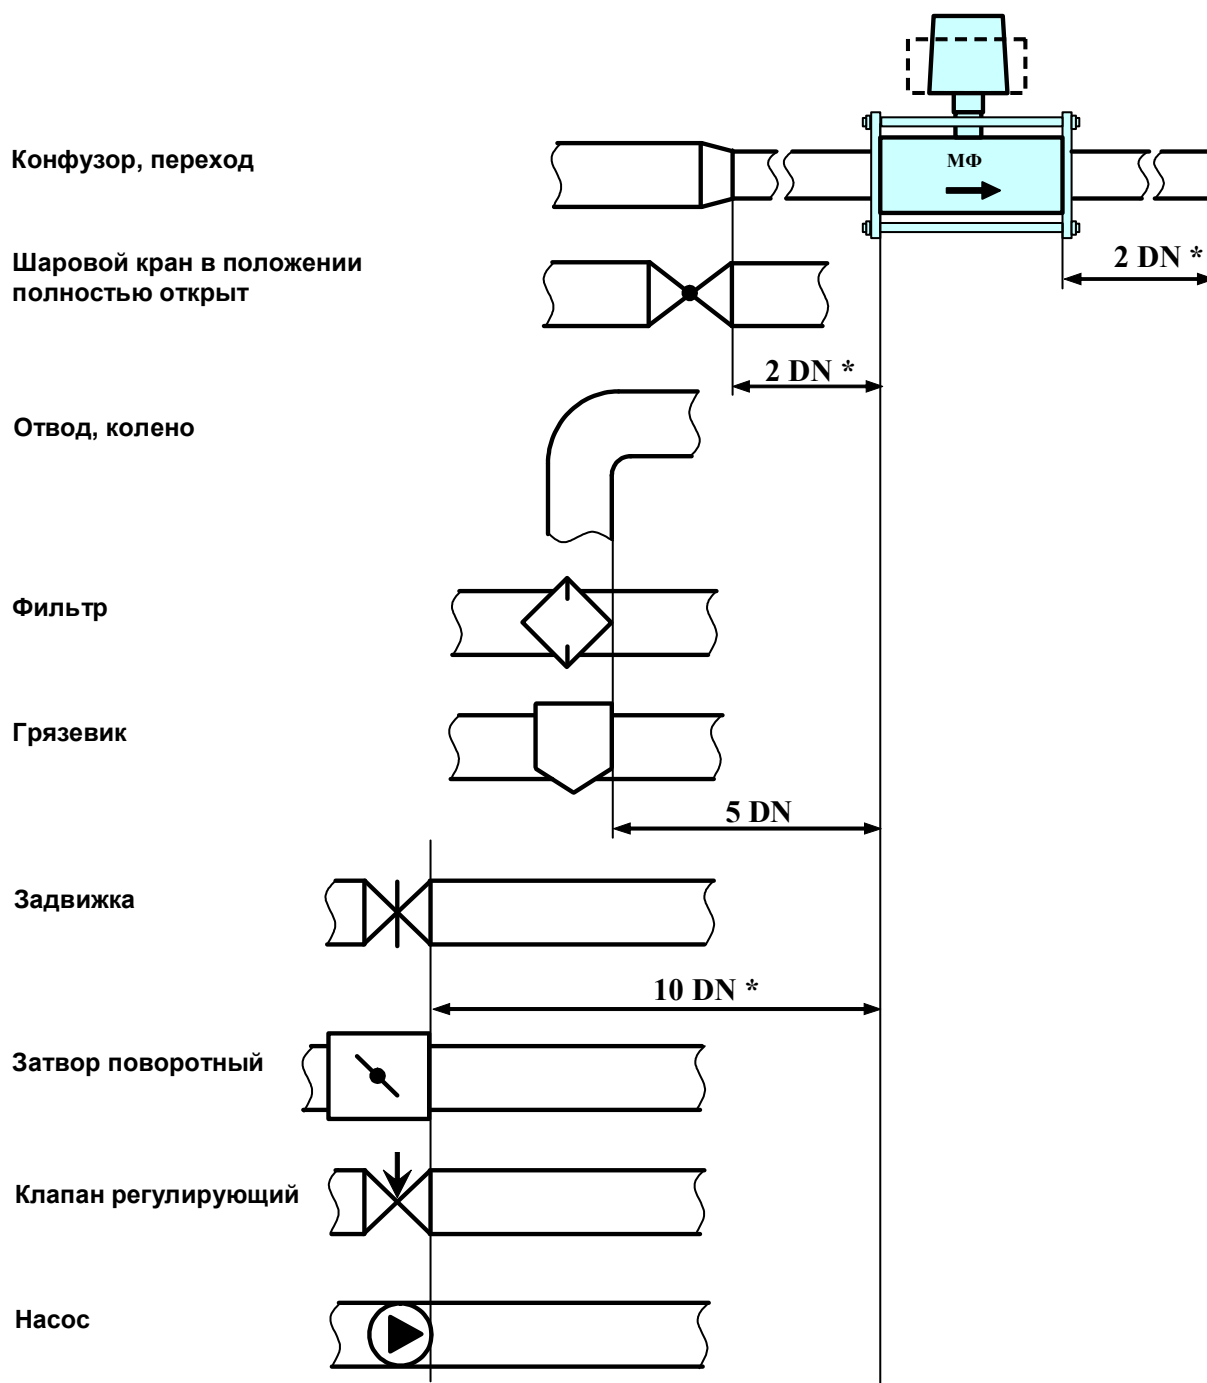 Конфузор, переход
МФ
Шаровой кран в положении
полностью открыт
2 DN *
2 DN *
Отвод, колено
Фильтр
Грязевик
5 DN
Задвижка
10 DN *
Затвор поворотный
Клапан регулирующий
Насос